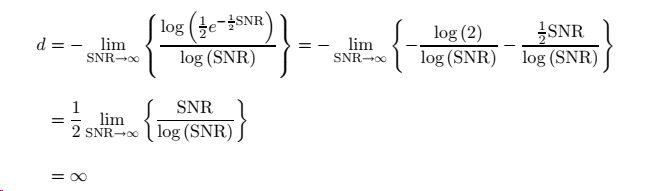 d = − lim_{SNR→∞} { log(½e^{−½SNR}) / log(SNR) } = − lim_{SNR→∞} { − log(2) / log(SNR) − ½SNR / log(SNR) }
= 1/2 lim_{SNR→∞} { SNR / log(SNR) }
= ∞